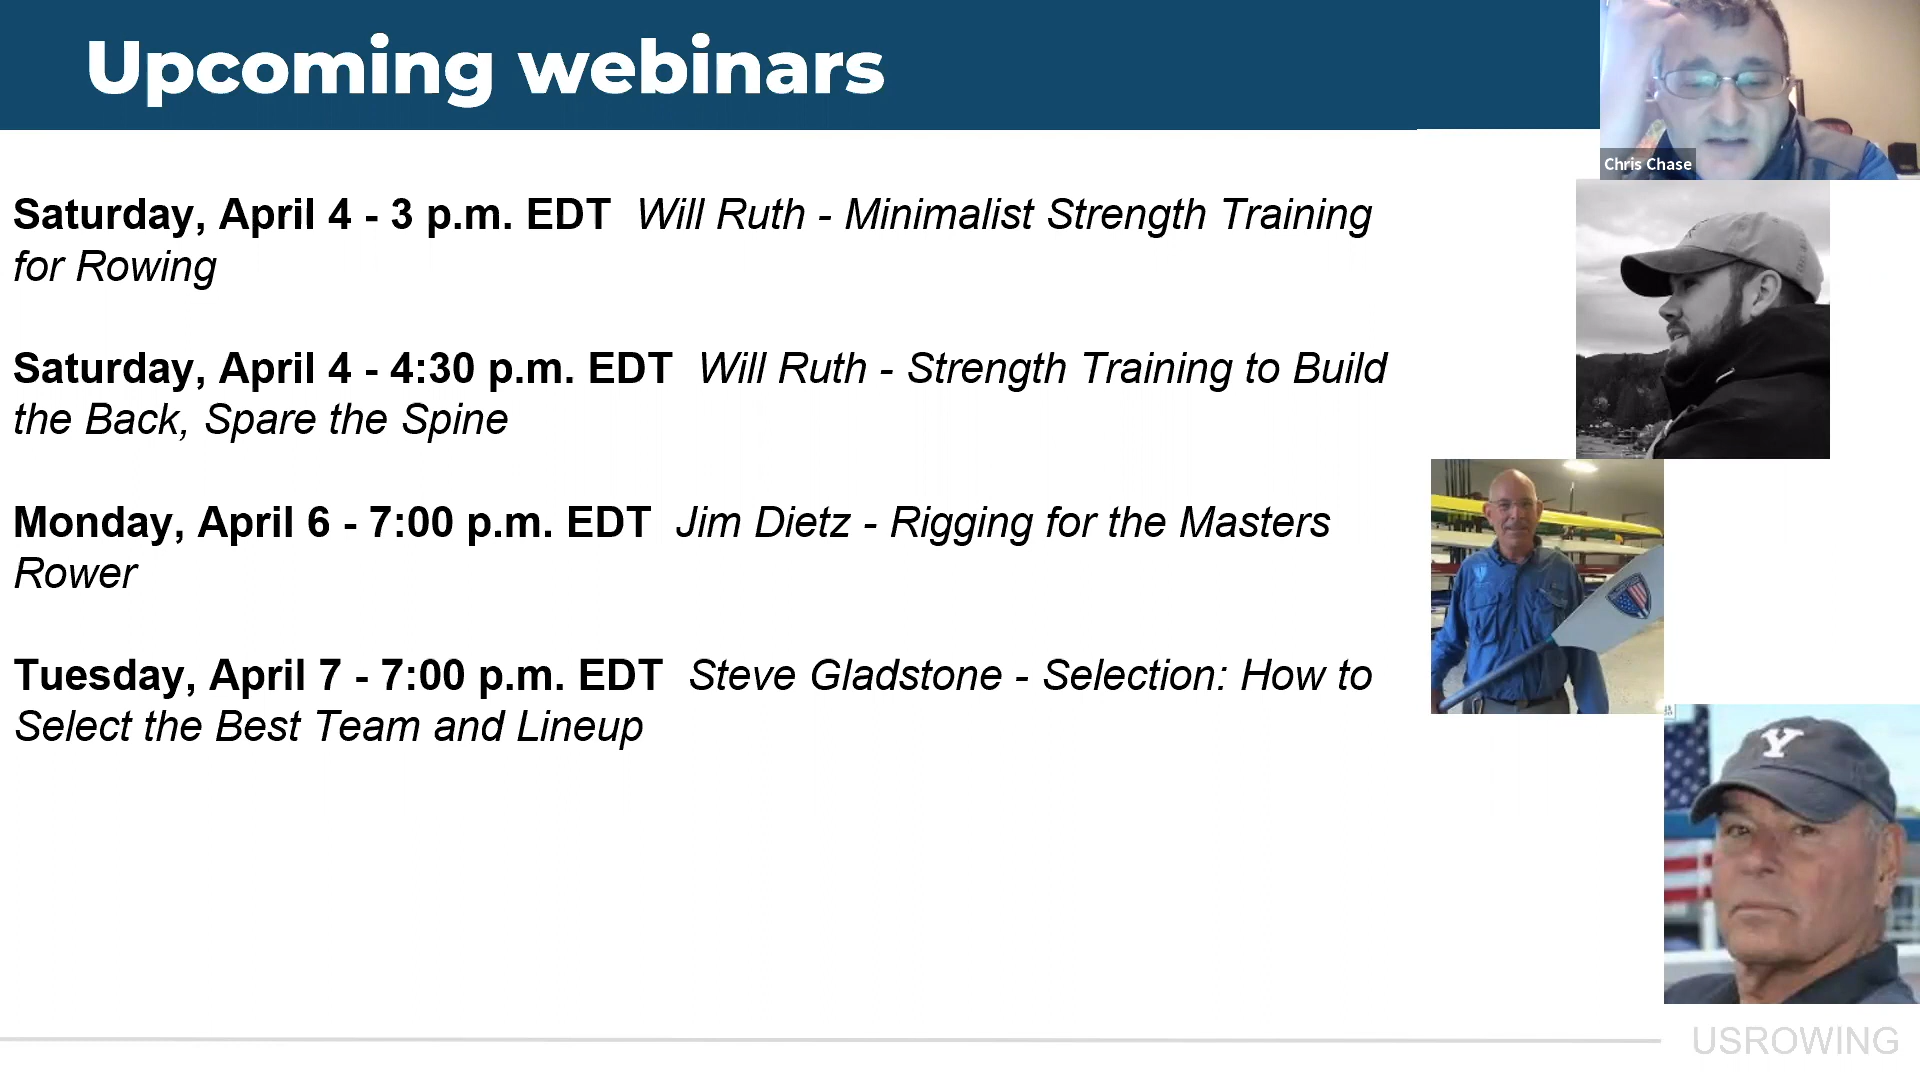 Upcoming webinars
Chris Chase
Saturday, April 4 - 3 p.m. EDT Will Ruth - Minimalist Strength Training
for Rowing
Saturday, April 4 - 4:30 p.m. EDT Will Ruth - Strength Training to Build
the Back, Spare the Spine
Monday, April 6 - 7:00 p.m. EDT Jim Dietz - Rigging for the Masters
Rower
Tuesday, April 7 - 7:00 p.m. EDT Steve Gladstone - Selection: How to
Select the Best Team and Lineup
Y
USROWING